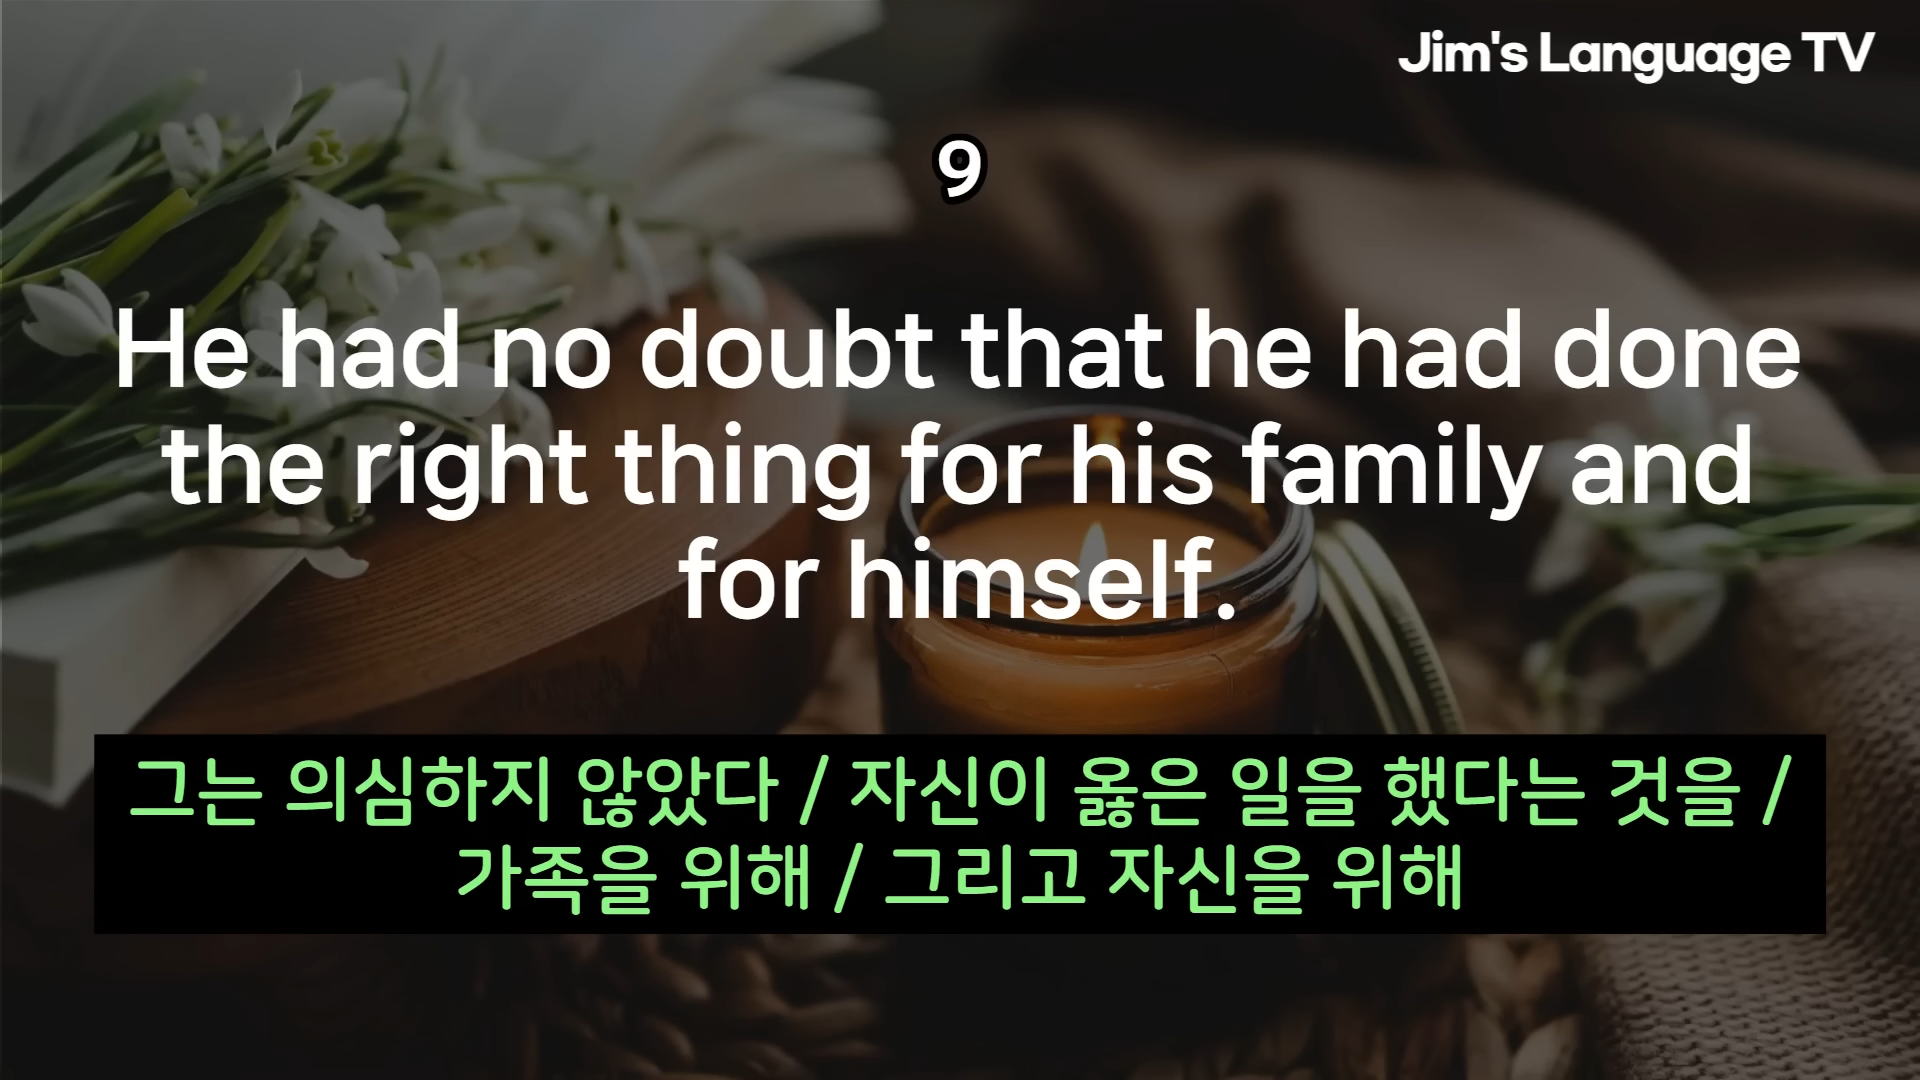 Jim's Language TV
9
He had no doubt that he had done
the right thing for his family and
for himself.
그는 의심하지 않았다 / 자신이 옳은 일을 했다는 것을 /
가족을 위해 / 그리고 자신을 위해